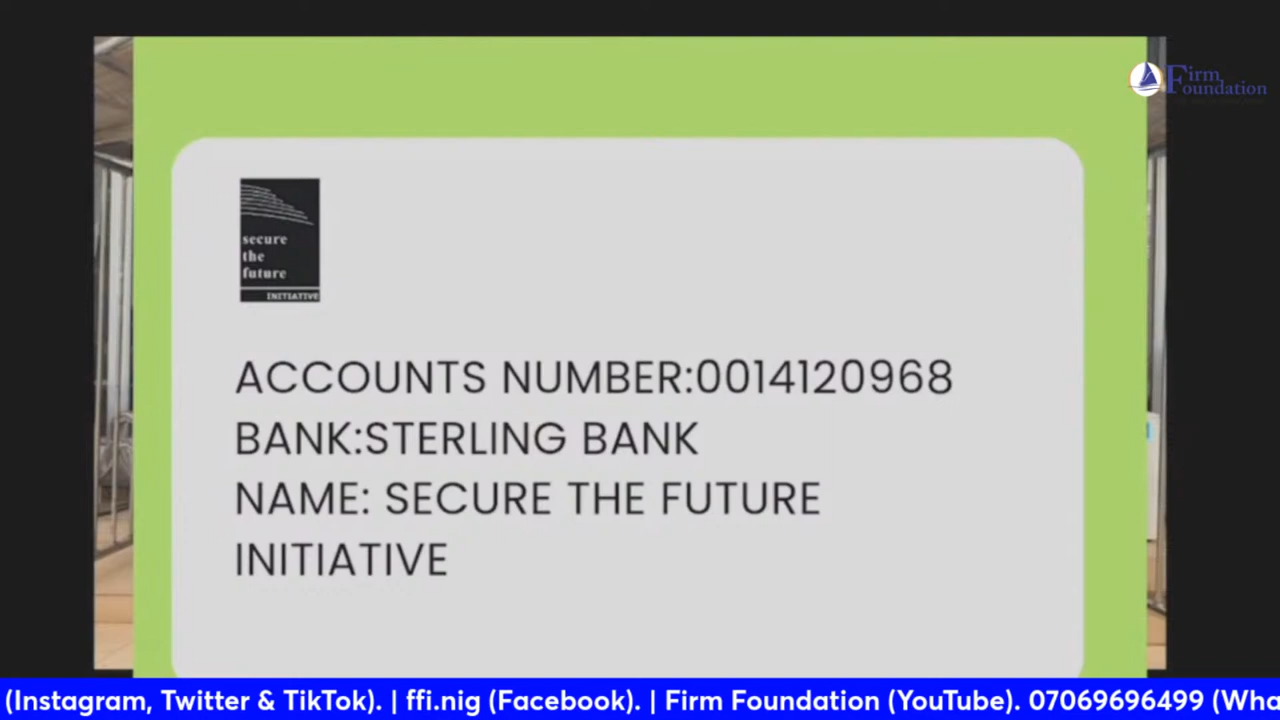 Firm
Foundation
secure
the
future
INITIATIVE
ACCOUNTS NUMBER:0014120968
BANK:STERLING BANK
NAME: SECURE THE FUTURE
INITIATIVE
(Instagram, Twitter & TikTok). | ffi.nig (Facebook). | Firm Foundation (YouTube). 07069696499 (Wha